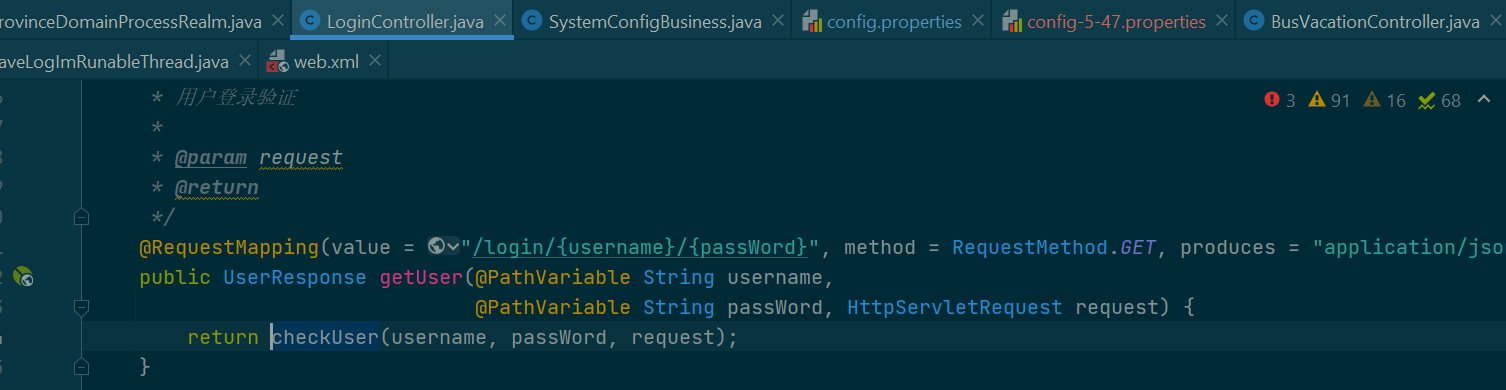 rovinceDomainProcessRealm.java LoginController.java SystemConfigBusiness.java config.properties config-5-47.properties BusVacationController.java
aveLogImRunableThread.java web.xml
* 用户登录验证 3 91 16 68
*
* @param request
* @return
*/
@RequestMapping(value = "/login/{username}/{passWord}", method = RequestMethod.GET, produces = "application/jso
public UserResponse getUser(@PathVariable String username,
@PathVariable String passWord, HttpServletRequest request) {
return checkUser(username, passWord, request);
}